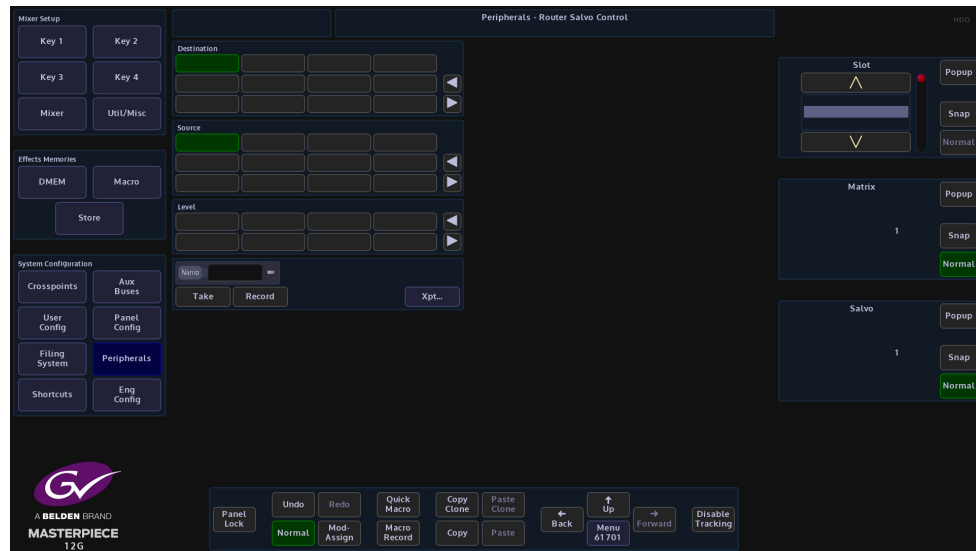 Mixer Setup
Peripherals - Router Salvo Control
HDD
Key 1
Key 2
Key 3
Key 4
Mixer
Util/Misc
Effects Memories
DMEM
Macro
Store
System Configuration
Crosspoints
Aux
Buses
User
Config
Panel
Config
Filing
System
Peripherals
Shortcuts
Eng
Config
Destination
Source
Level
Name
Take
Record
Xpt...
Slot
Popup
Snap
Normal
Matrix
Popup
1
Snap
Normal
Salvo
Popup
1
Snap
Normal
GV
A BELDEN BRAND
MASTERPIECE
12G
Panel
Lock
Undo
Redo
Normal
Mod-
Assign
Quick
Macro
Macro
Record
Copy
Clone
Paste
Clone
Copy
Paste
Back
Up
Menu
61701
Forward
Disable
Tracking